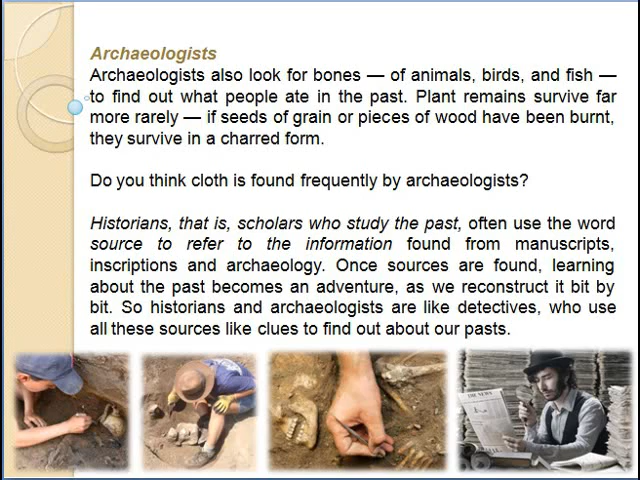 Archaeologists
Archaeologists also look for bones — of animals, birds, and fish —
to find out what people ate in the past. Plant remains survive far
more rarely — if seeds of grain or pieces of wood have been burnt,
they survive in a charred form.
Do you think cloth is found frequently by archaeologists?
Historians, that is, scholars who study the past, often use the word
source to refer to the information found from manuscripts,
inscriptions and archaeology. Once sources are found, learning
about the past becomes an adventure, as we reconstruct it bit by
bit. So historians and archaeologists are like detectives, who use
all these sources like clues to find out about our pasts.
THE NEWS